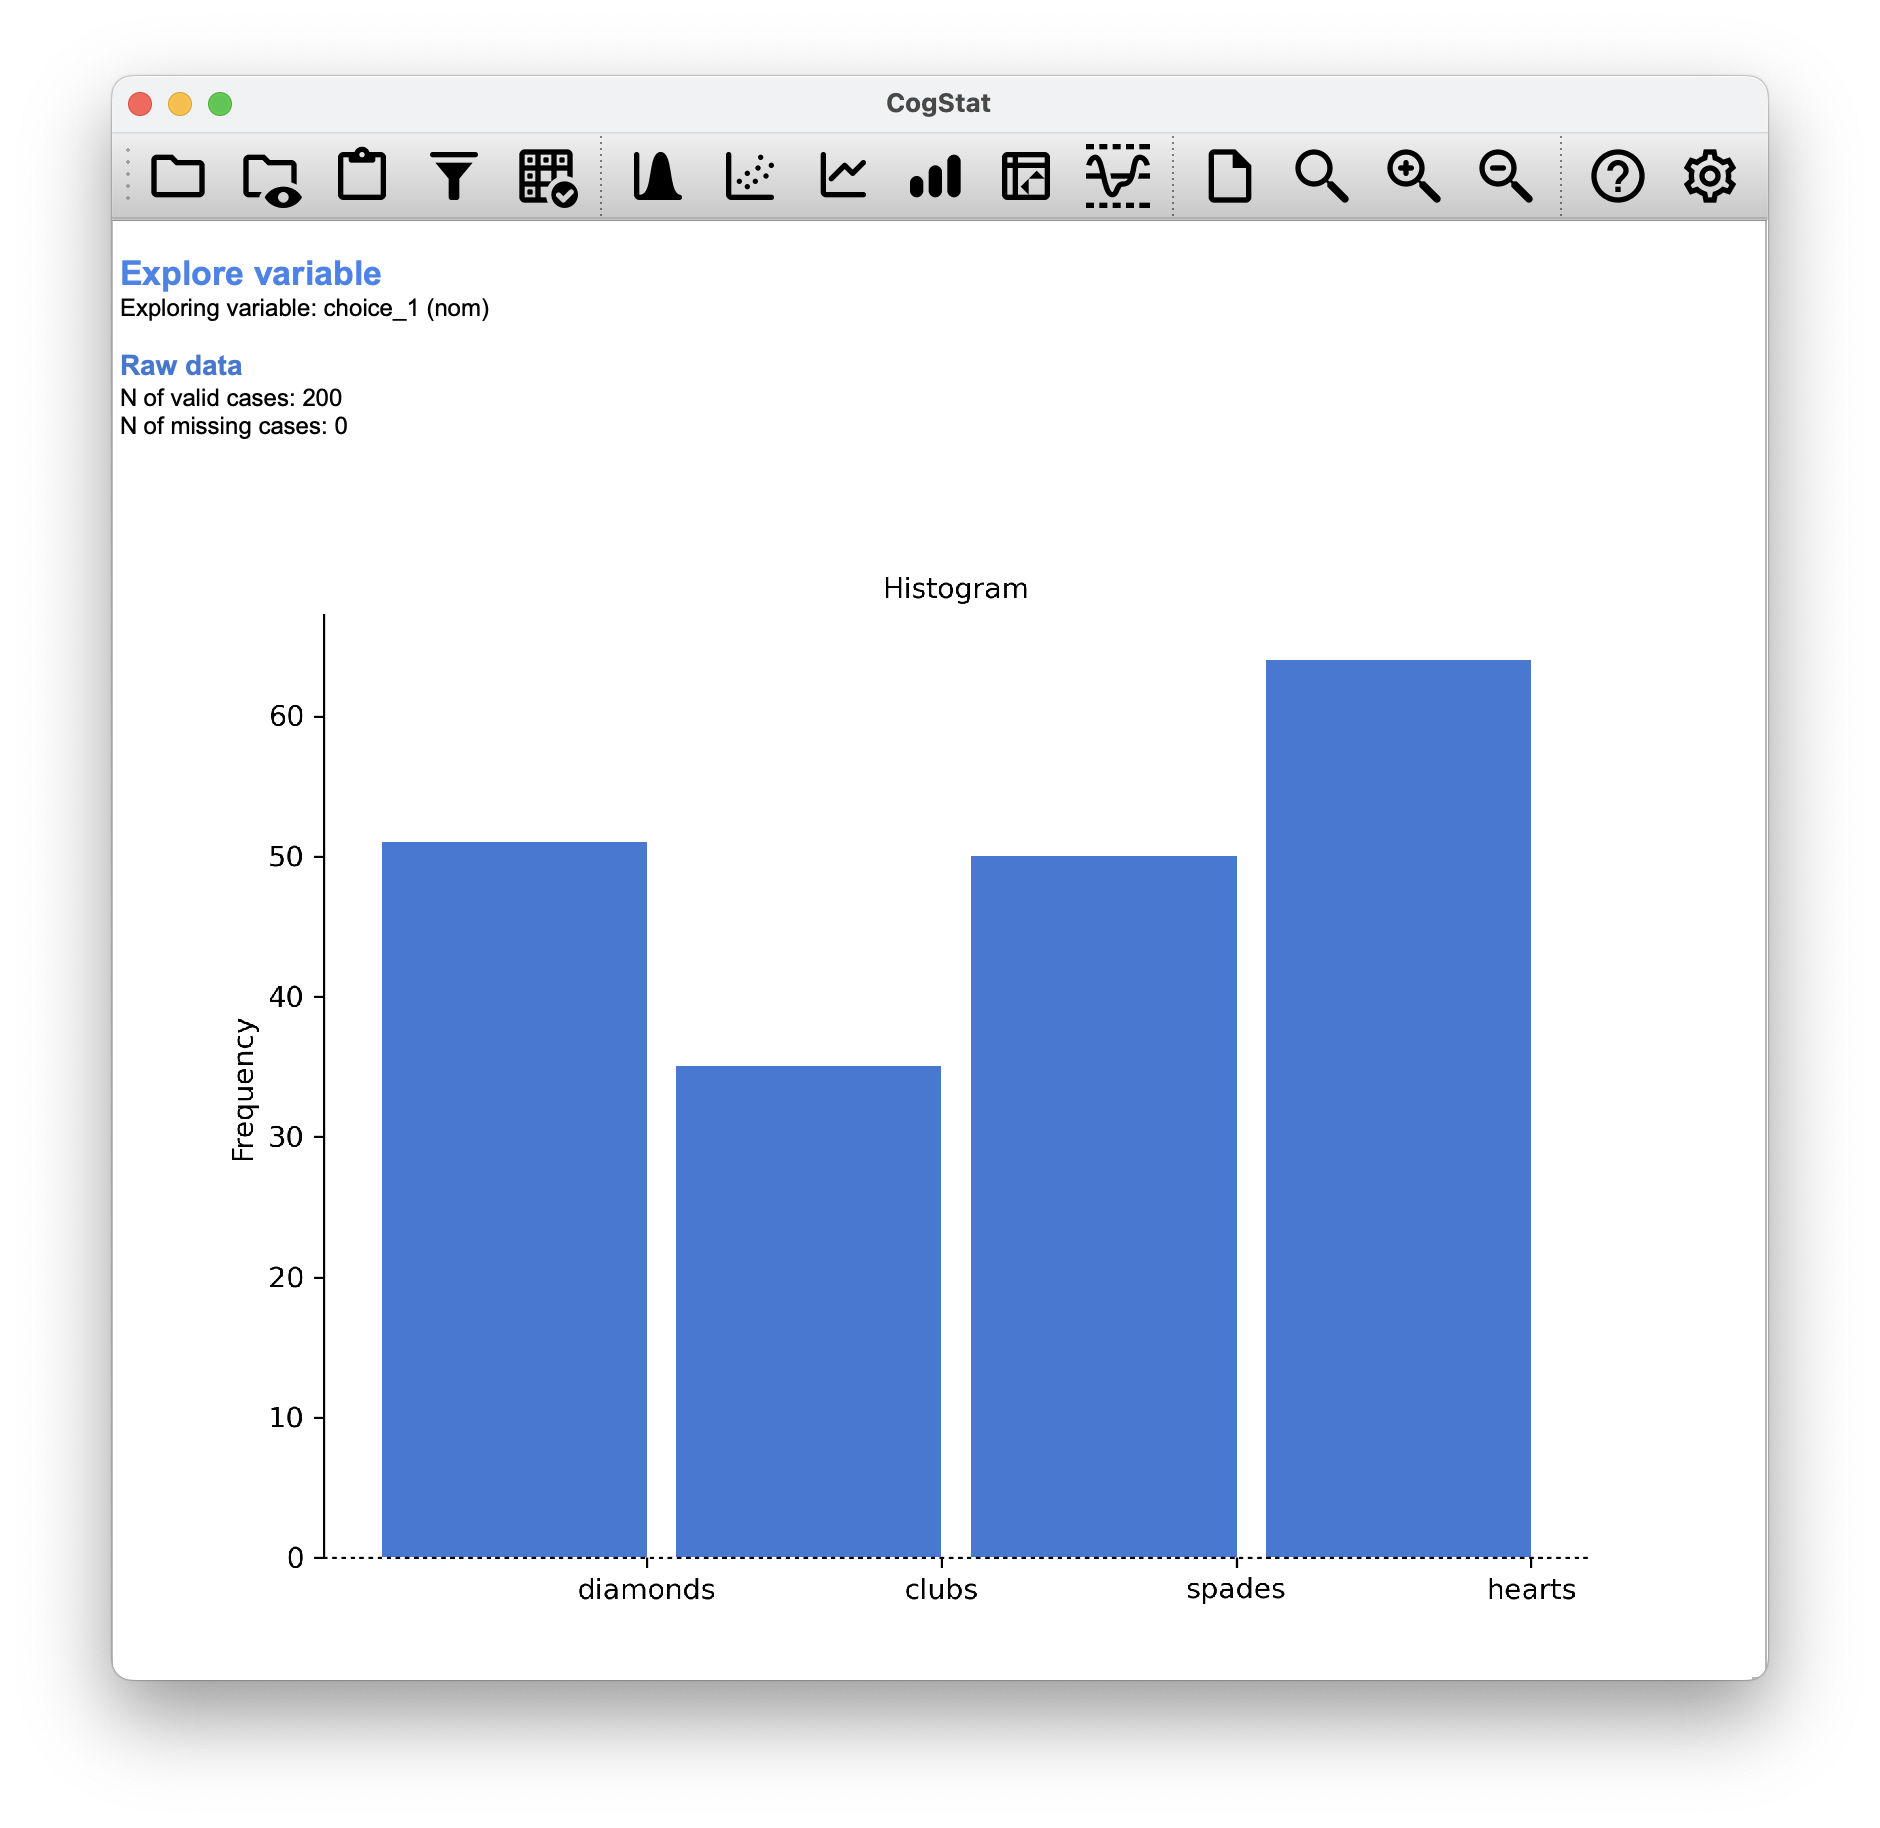 CogStat
Explore variable
Exploring variable: choice_1 (nom)
Raw data
N of valid cases: 200
N of missing cases: 0
Histogram
60
50
40
30
20
10
0
Frequency
diamonds clubs spades hearts